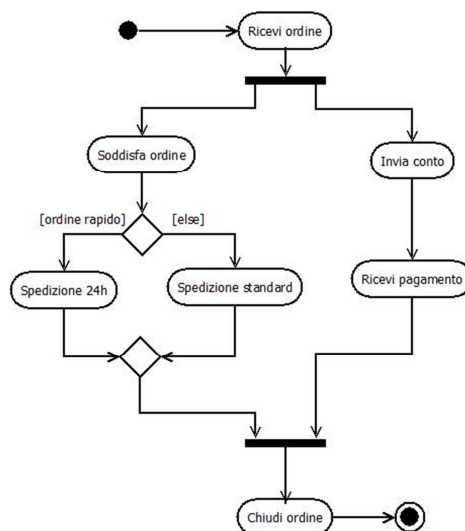 Ricevi ordine
Soddisfa ordine
Invia conto
[ordine rapido]
[else]
Spedizione 24h
Spedizione standard
Ricevi pagamento
Chiudi ordine